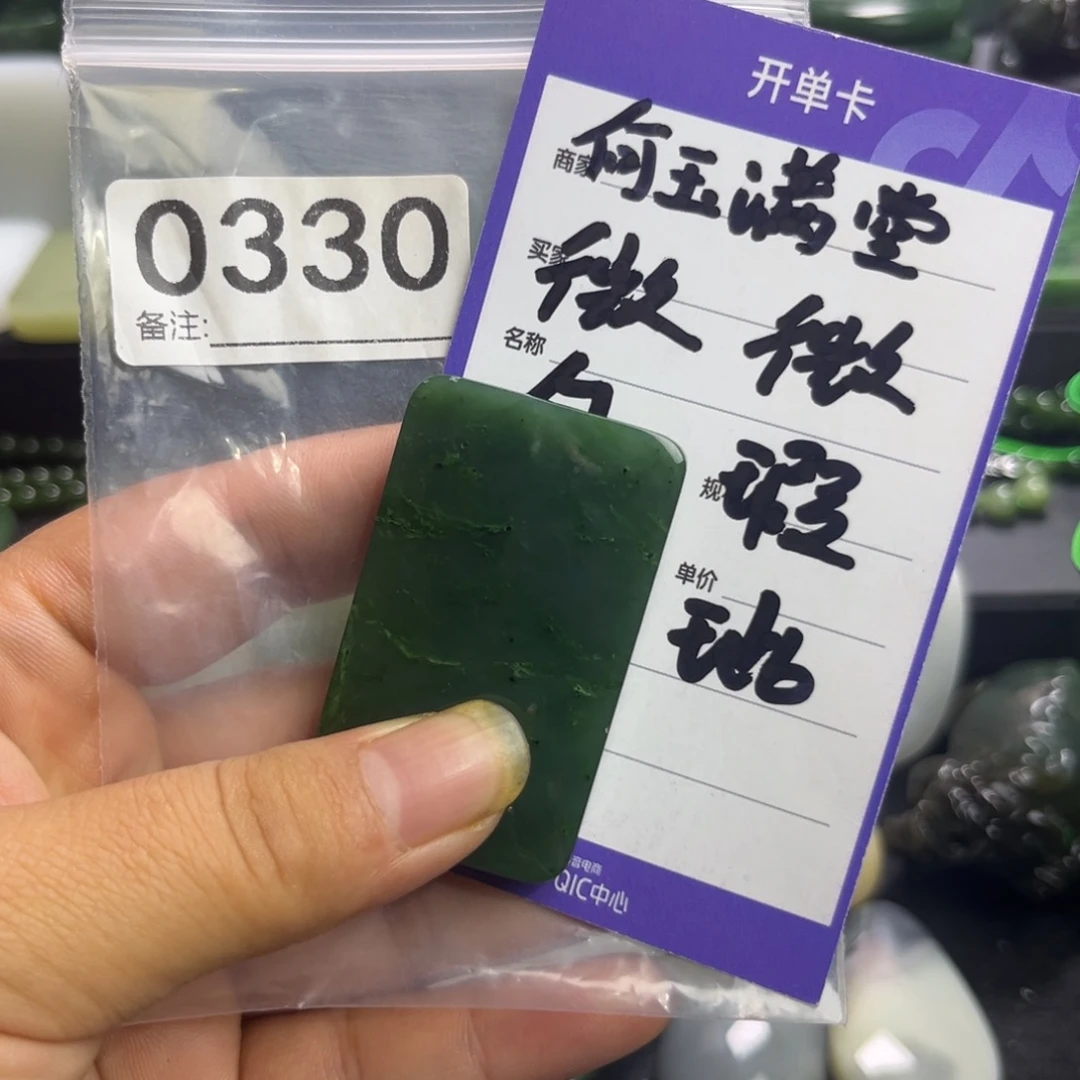 0330
备注:
开单卡
商家 何玉满堂
买家 微微
名称
规
瑕
单价
QIC中心